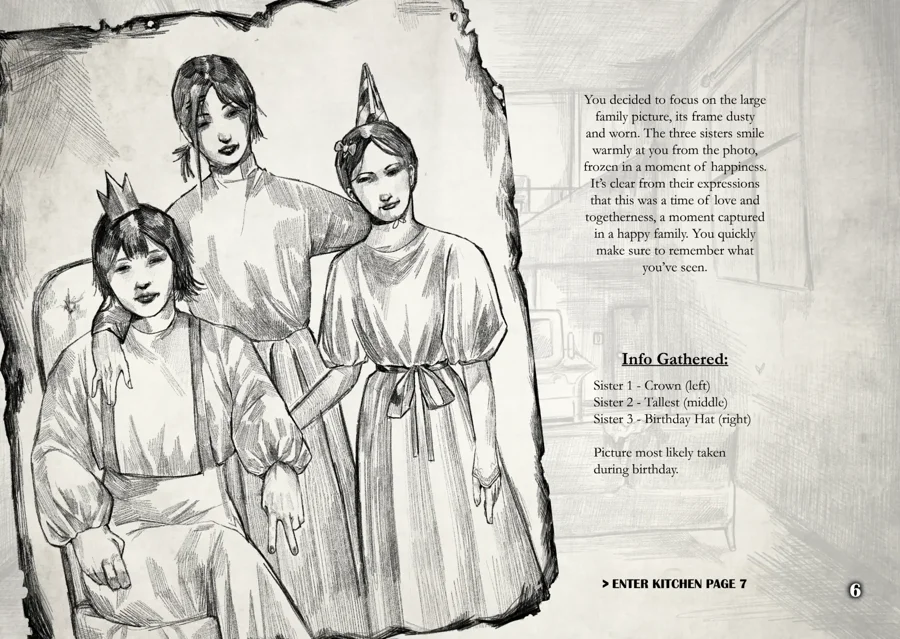 You decided to focus on the large
family picture, its frame dusty
and worn. The three sisters smile
warmly at you from the photo,
frozen in a moment of happiness.
It's clear from their expressions
that this was a time of love and
togetherness, a moment captured
in a happy family. You quickly
make sure to remember what
you've seen.
Info Gathered:
Sister 1 - Crown (left)
Sister 2 - Tallest (middle)
Sister 3 - Birthday Hat (right)
Picture most likely taken
during birthday.
> ENTER KITCHEN PAGE 7
6